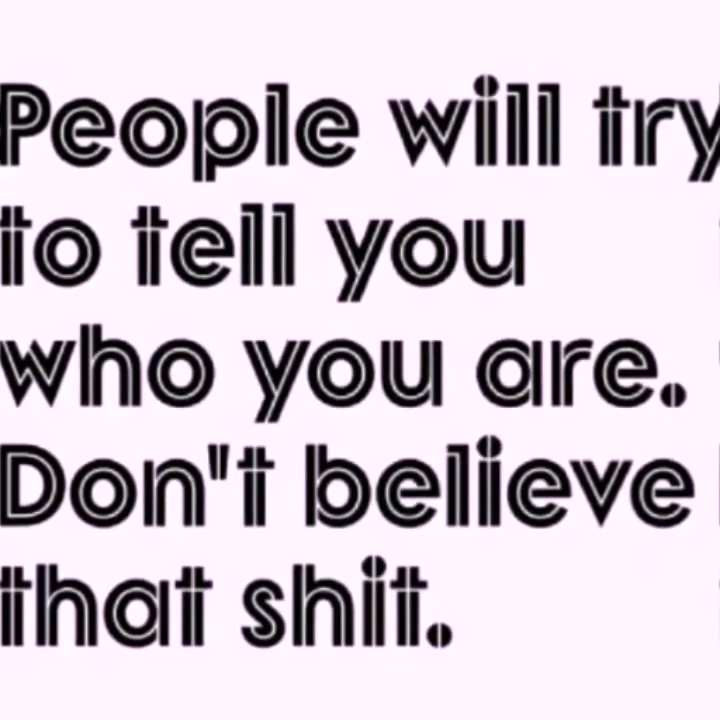 People will try
to tell you
who you are.
Don't believe
that shit.